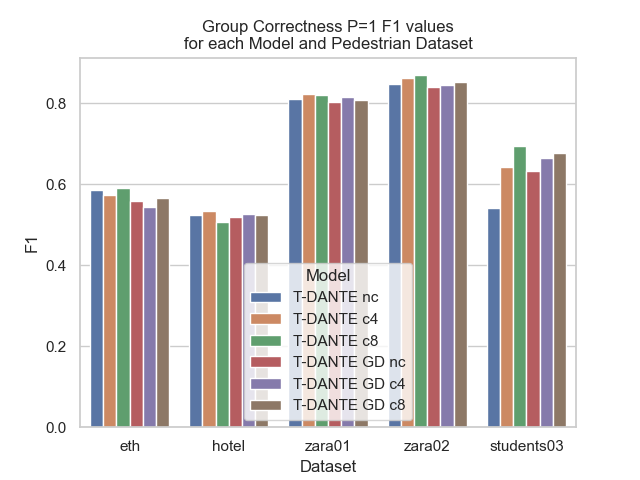 Group Correctness P=1 F1 values
for each Model and Pedestrian Dataset
F1
0.8
0.6
0.4
0.2
0.0
Model
T-DANTE nc
T-DANTE c4
T-DANTE c8
T-DANTE GD nc
T-DANTE GD c4
T-DANTE GD c8
eth hotel zara01 zara02 students03
Dataset